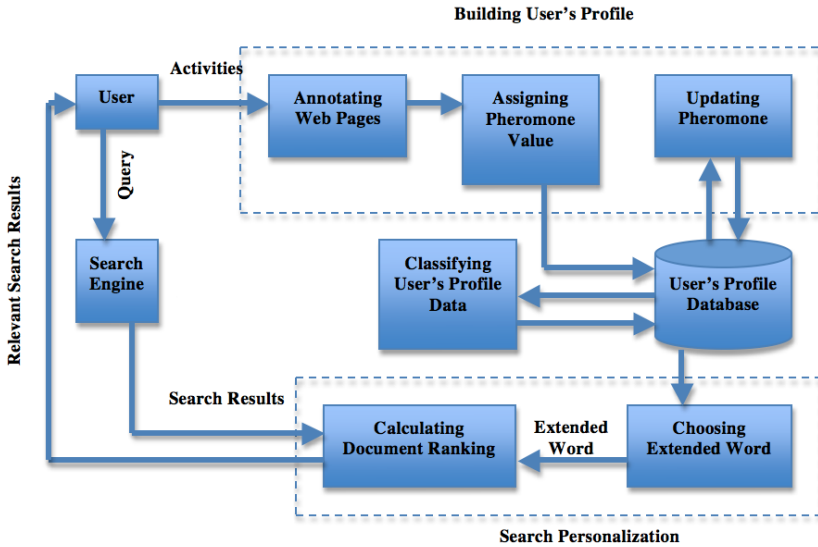 Building User's Profile
Activities
User
Annotating
Web Pages
Assigning
Pheromone
Value
Updating
Pheromone
Query
Relevant Search Results
Search
Engine
Classifying
User's Profile
Data
User's Profile
Database
Search Results
Calculating
Document Ranking
Extended
Word
Choosing
Extended Word
Search Personalization